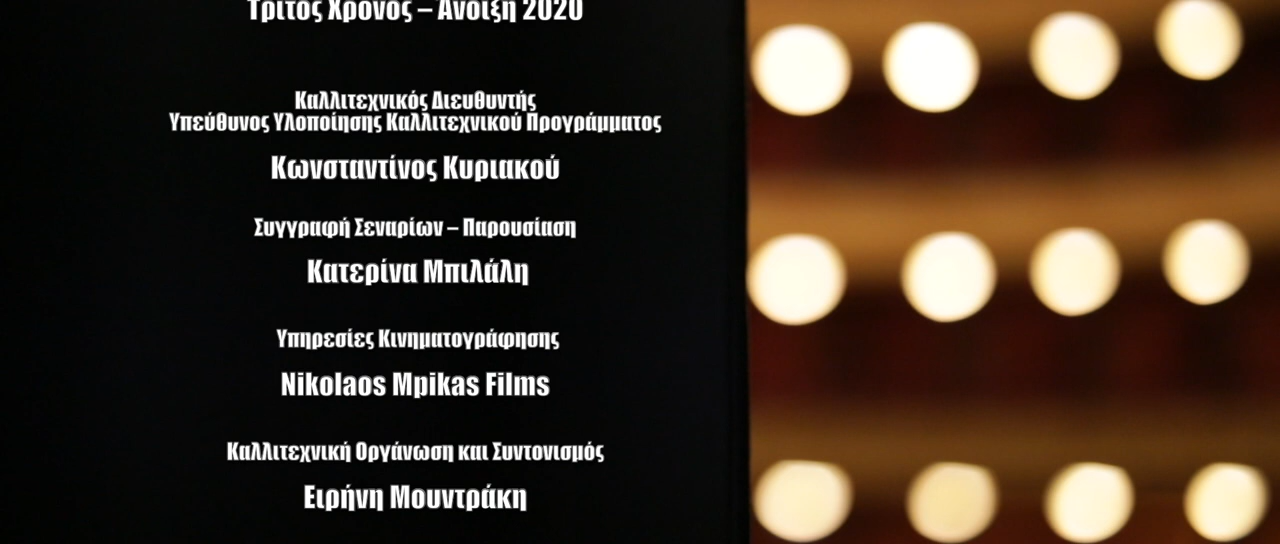 Τρίτος Χρόνος – Άνοιξη 2020
Καλλιτεχνικός Διευθυντής
Υπεύθυνος Υλοποίησης Καλλιτεχνικού Προγράμματος
Κωνσταντίνος Κυριακού
Συγγραφή Σεναρίων – Παρουσίαση
Κατερίνα Μπιλάλη
Υπηρεσίες Κινηματογράφησης
Nikolaos Mpikas Films
Καλλιτεχνική Οργάνωση και Συντονισμός
Ειρήνη Μουντράκη